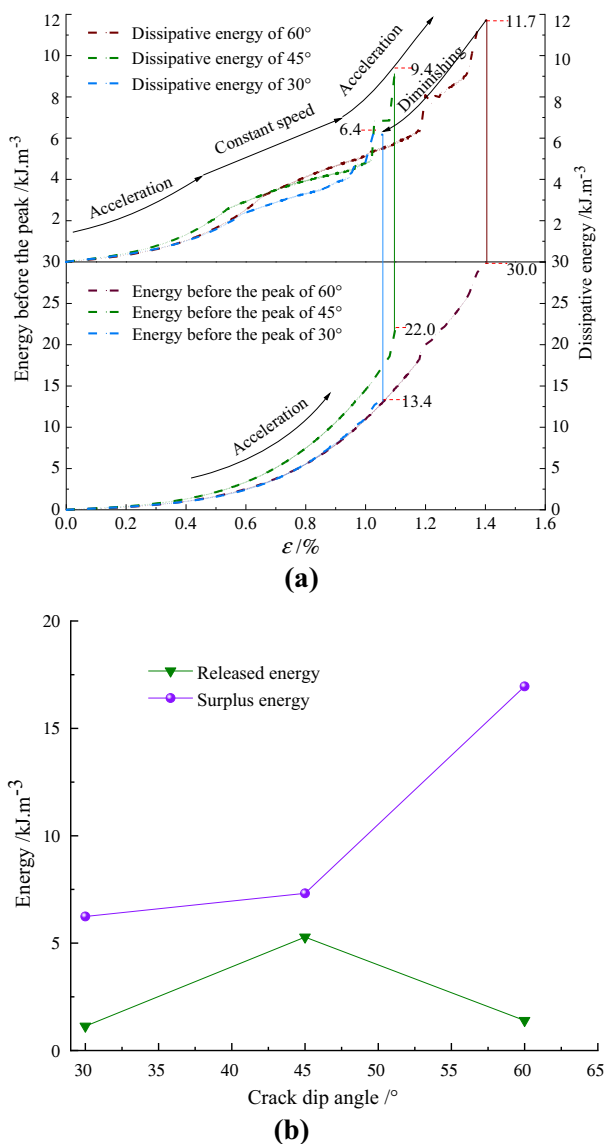 12
10
8
6
4
2
30
25
20
15
10
5
0
Energy before the peak /kJ.m-3
Dissipative energy of 60°
Dissipative energy of 45°
Dissipative energy of 30°
Acceleration
Constant speed
Acceleration
Diminishing
11.7
9.4
6.4
12
10
8
6
4
2
30
25
20
15
10
5
0
Dissipative energy/kJ.m-3
Energy before the peak of 60°
Energy before the peak of 45°
Energy before the peak of 30°
Acceleration
30.0
22.0
13.4
0.0 0.2 0.4 0.6 0.8 1.0 1.2 1.4 1.6
ε/%
(a)
20
15
10
5
0
Energy /kJ.m-3
Released energy
Surplus energy
30 35 40 45 50 55 60 65
Crack dip angle /°
(b)